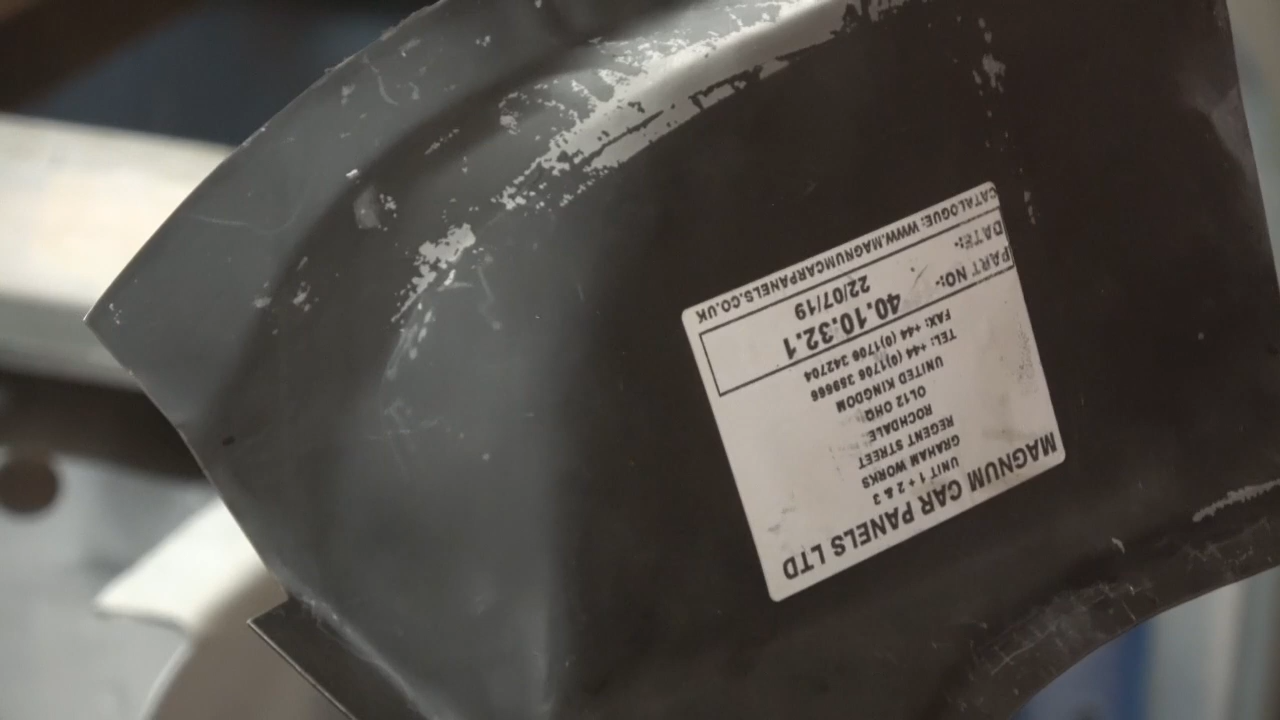 MAGNUM CAR PANELS LTD
UNIT 1 + 2 & 3
GRAHAM WORKS
REGENT STREET
ROCHDALE
OL12 0HQ
UNITED KINGDOM
TEL: +44 (0)1706 359666
FAX: +44 (0)1706 342704
PART NO:- 40.10.32.1
DATE:- 22/07/19
CATALOGUE: WWW.MAGNUMCARPANELS.CO.UK